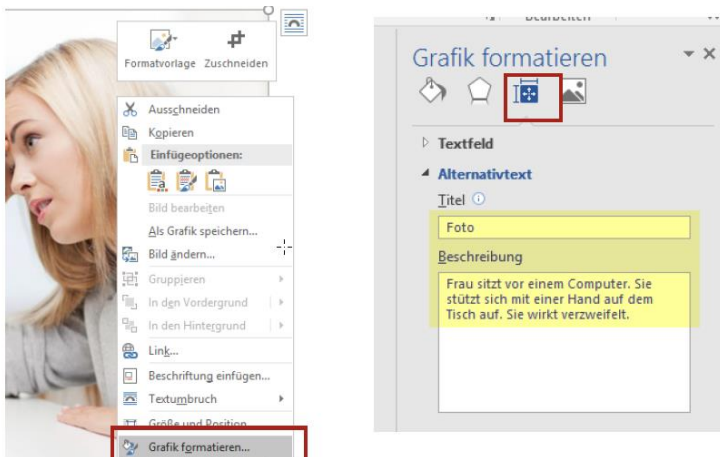 Formatvorlage Zuschneiden
Ausschneiden
Kopieren
Einfügeoptionen:
Bild bearbeiten
Als Grafik speichern...
Bild ändern...
Gruppieren
In den Vordergrund
In den Hintergrund
Link...
Beschriftung einfügen...
Textumbruch
Größe und Position...
Grafik formatieren...
Bearbeiten
Grafik formatieren
Textfeld
Alternativtext
Titel
Foto
Beschreibung
Frau sitzt vor einem Computer. Sie
stützt sich mit einer Hand auf dem
Tisch auf. Sie wirkt verzweifelt.